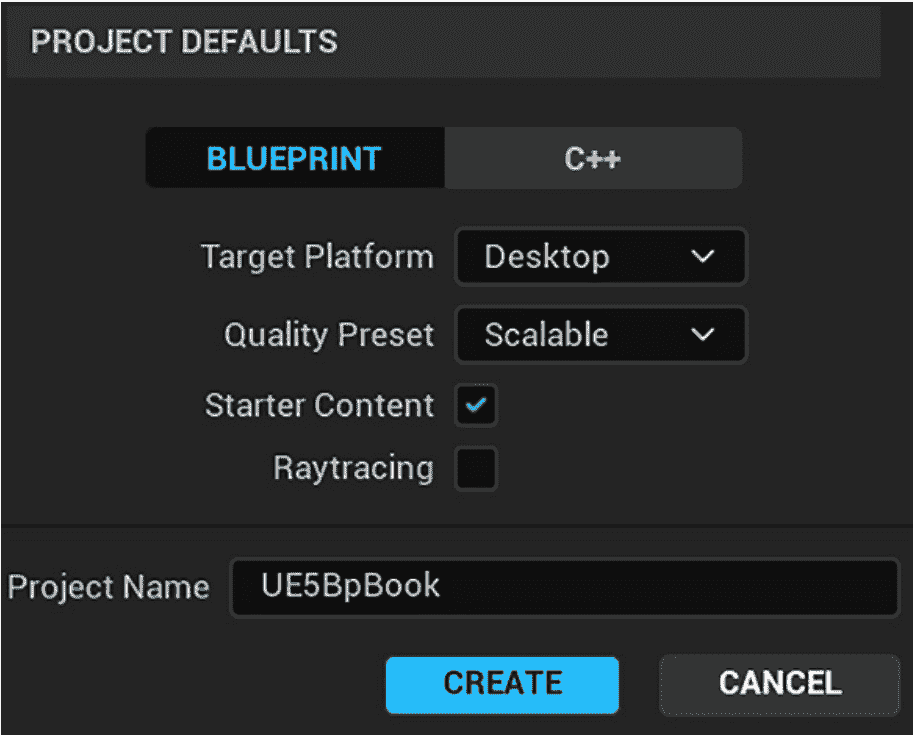 PROJECT DEFAULTS
BLUEPRINT C++
Target Platform Desktop
Quality Preset Scalable
Starter Content
Raytracing
Project Name UE5BpBook
CREATE CANCEL